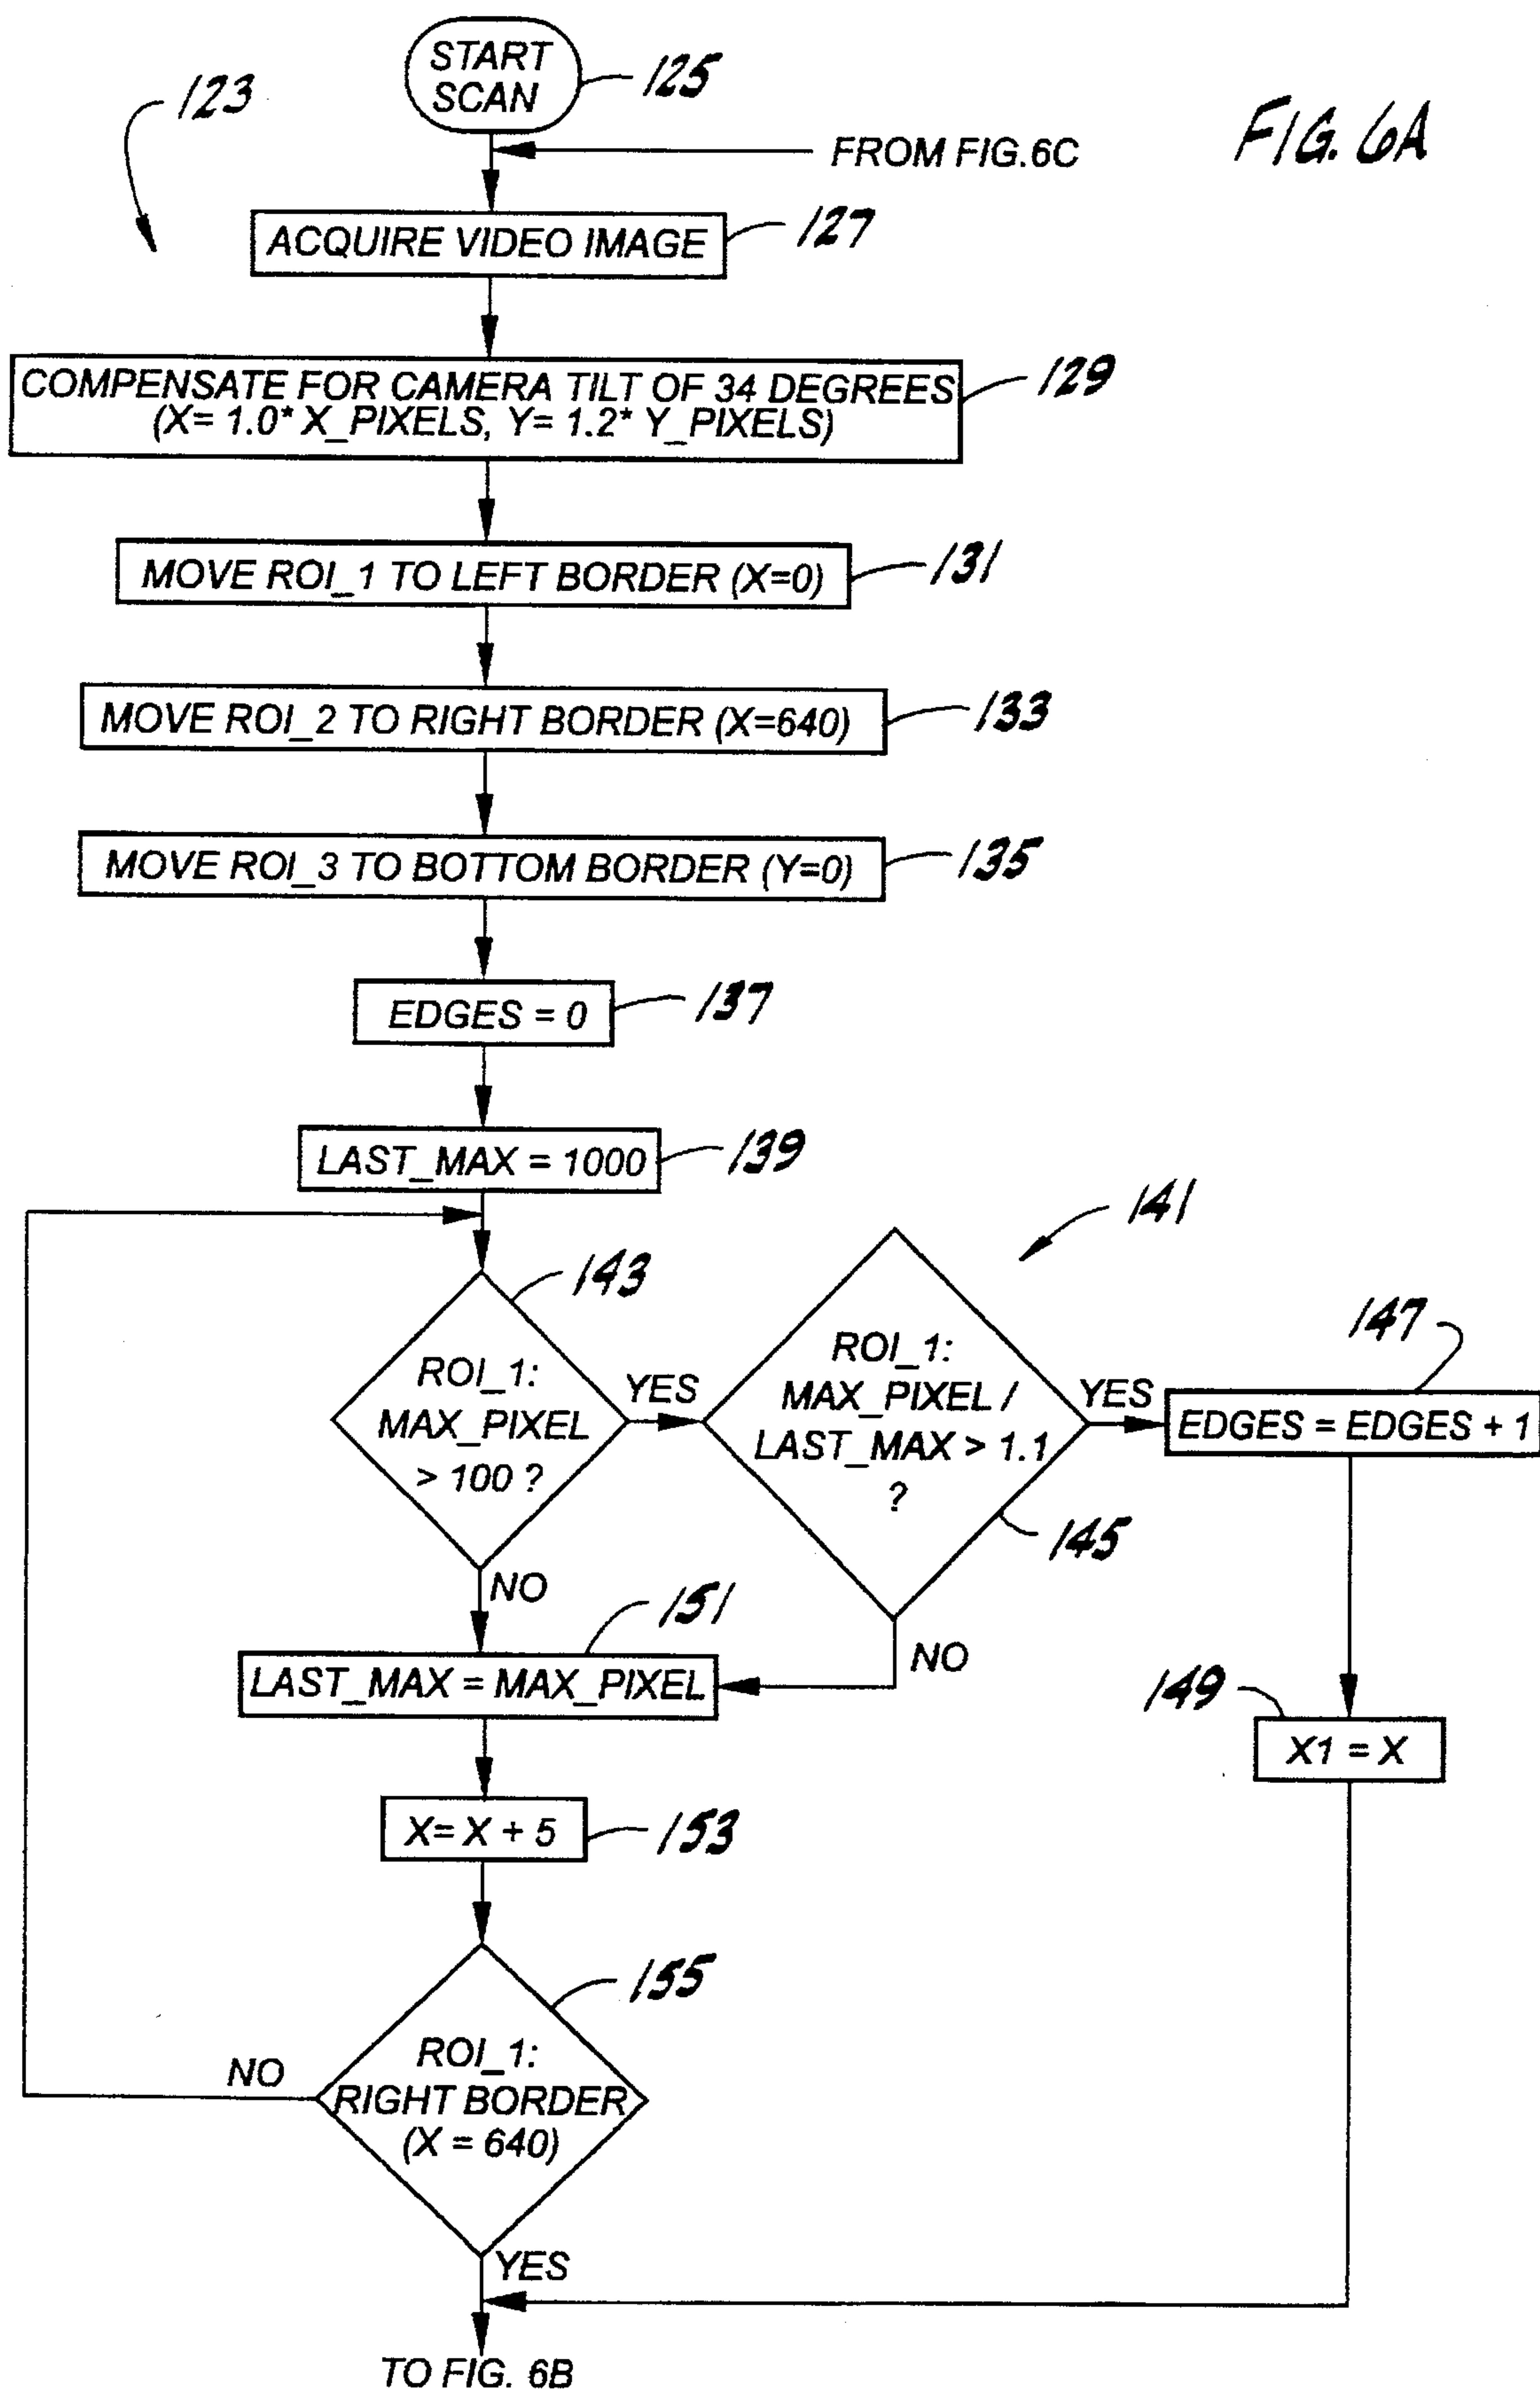 START
SCAN
125
123
FIG. 6A
FROM FIG.6C
ACQUIRE VIDEO IMAGE
127
COMPENSATE FOR CAMERA TILT OF 34 DEGREES
(X= 1.0* X_PIXELS, Y= 1.2* Y_PIXELS)
129
MOVE ROI_1 TO LEFT BORDER (X=0)
131
MOVE ROI_2 TO RIGHT BORDER (X=640)
133
MOVE ROI_3 TO BOTTOM BORDER (Y=0)
135
EDGES = 0
137
LAST_MAX = 1000
139
141
143
ROI_1:
MAX_PIXEL
> 100 ?
YES
ROI_1:
MAX_PIXEL /
LAST_MAX > 1.1
?
145
YES
147
EDGES = EDGES + 1
NO
NO
151
LAST_MAX = MAX_PIXEL
149
X1 = X
X= X + 5
153
155
ROI_1:
RIGHT BORDER
(X = 640)
NO
YES
TO FIG. 6B